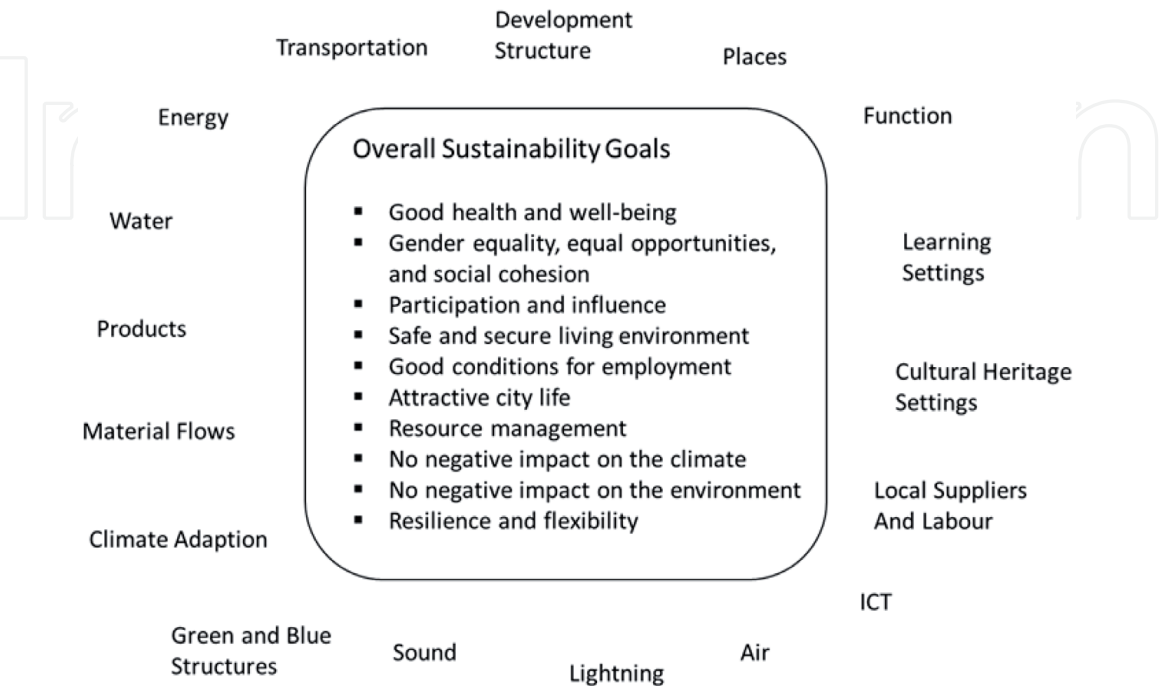 Development
Structure
Transportation
Places
Energy
Function
Overall Sustainability Goals
Water
▪ Good health and well-being
▪ Gender equality, equal opportunities,
and social cohesion
Learning
Settings
▪ Participation and influence
Products
▪ Safe and secure living environment
▪ Good conditions for employment
Cultural Heritage
Settings
▪ Attractive city life
Material Flows
▪ Resource management
▪ No negative impact on the climate
▪ No negative impact on the environment
Local Suppliers
And Labour
▪ Resilience and flexibility
Climate Adaption
ICT
Green and Blue
Structures
Sound
Lightning
Air